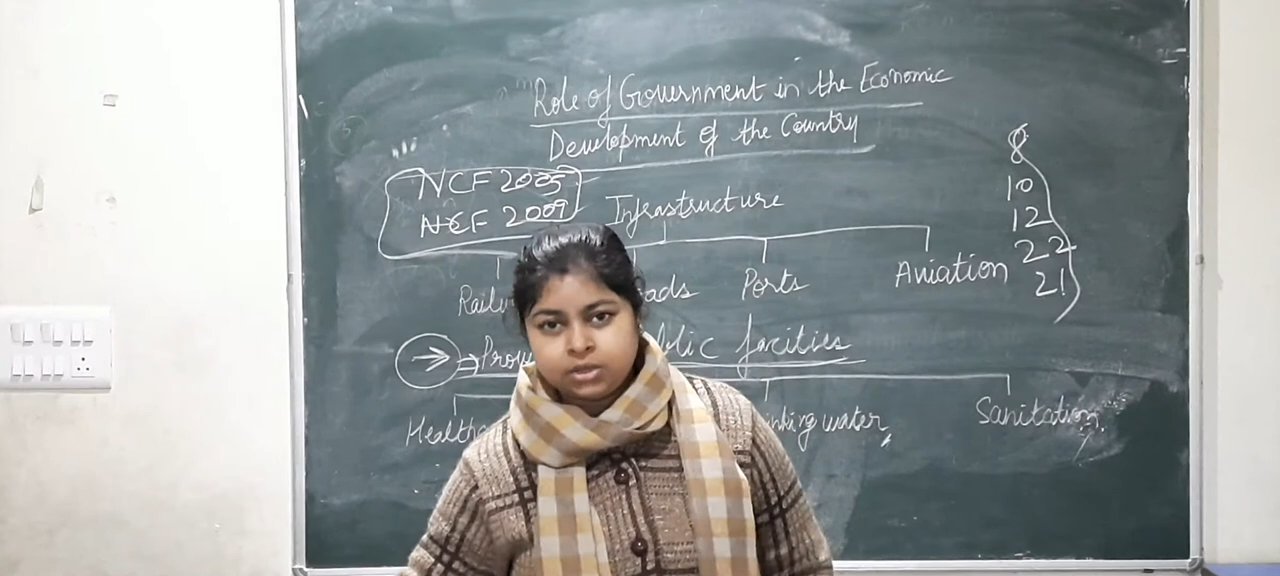 Role of Government in the Economic
Development of the Country
NCF 2005
NCF 2009
Infrastructure
Ports
Aviation
facities
Sanitation
8
10
12
22
21